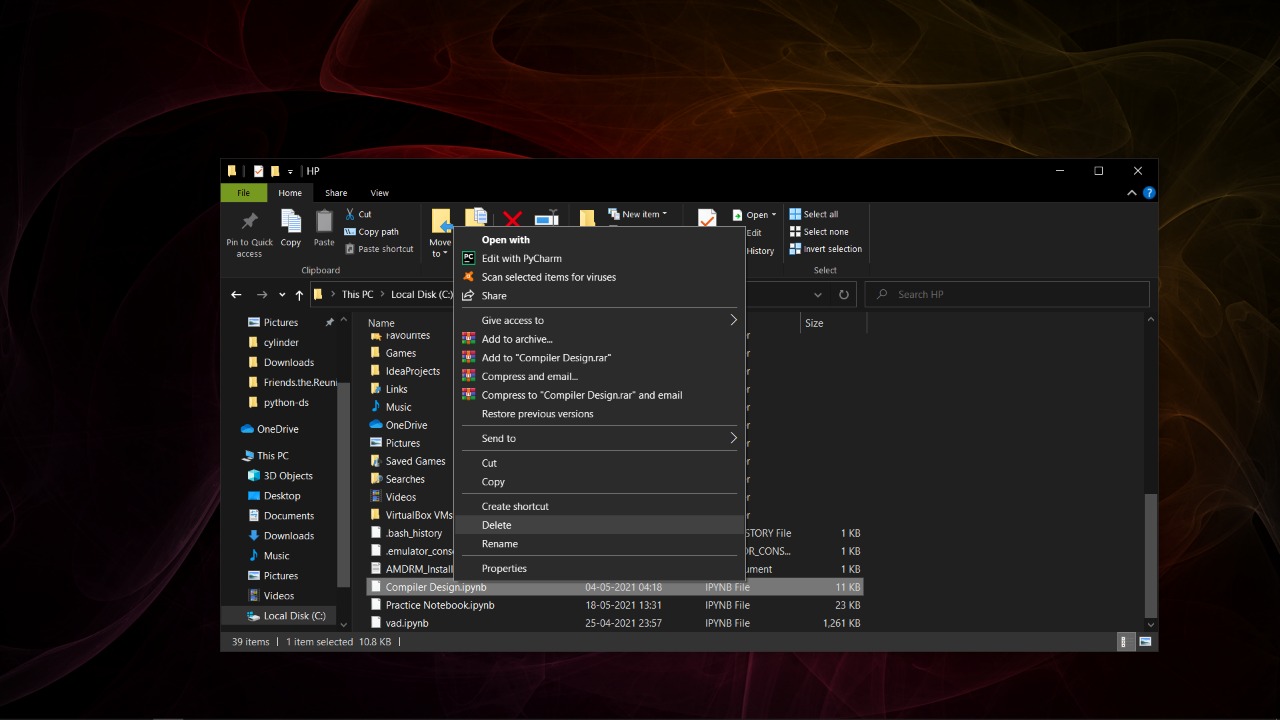 HP
File Home Share View
Pin to Quick access
Copy
Paste
Cut
Copy path
Paste shortcut
Clipboard
Move to
New item
Open
Edit
History
Select all
Select none
Invert selection
Select
This PC > Local Disk (C:)
Search HP
Pictures
cylinder
Downloads
Friends.the.Reuni
python-ds
OneDrive
This PC
3D Objects
Desktop
Documents
Downloads
Music
Pictures
Videos
Local Disk (C:)
Name Size
Favourites
Games
IdeaProjects
Links
Music
OneDrive
Pictures
Saved Games
Searches
Videos
VirtualBox VMs
.bash_history STORY File 1 KB
.emulator_cons OR_CONS... 1 KB
AMDRM_Install ument 1 KB
Compiler Design.ipynb 04-05-2021 04:18 IPYNB File 11 KB
Practice Notebook.ipynb 18-05-2021 13:31 IPYNB File 23 KB
vad.ipynb 25-04-2021 23:57 IPYNB File 1,261 KB
Open with
PC Edit with PyCharm
Scan selected items for viruses
Share
Give access to
Add to archive...
Add to "Compiler Design.rar"
Compress and email...
Compress to "Compiler Design.rar" and email
Restore previous versions
Send to
Cut
Copy
Create shortcut
Delete
Rename
Properties
39 items | 1 item selected 10.8 KB |